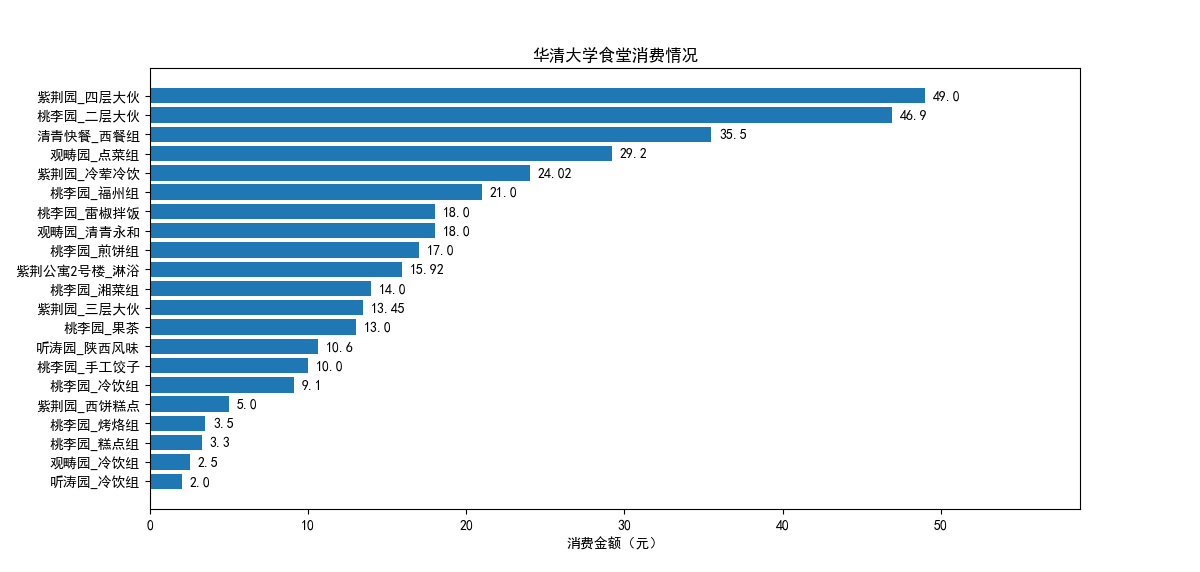 华清大学食堂消费情况
紫荆园_四层大伙 49.0
桃李园_二层大伙 46.9
清青快餐_西餐组 35.5
观畴园_点菜组 29.2
紫荆园_冷荤冷饮 24.02
桃李园_福州组 21.0
桃李园_雷椒拌饭 18.0
观畴园_清青永和 18.0
桃李园_煎饼组 17.0
紫荆公寓2号楼_淋浴 15.92
桃李园_湘菜组 14.0
紫荆园_三层大伙 13.45
桃李园_果茶 13.0
听涛园_陕西风味 10.6
桃李园_手工饺子 10.0
桃李园_冷饮组 9.1
紫荆园_西饼糕点 5.0
桃李园_烤烙组 3.5
桃李园_糕点组 3.3
观畴园_冷饮组 2.5
听涛园_冷饮组 2.0
0 10 20 30 40 50
消费金额（元）